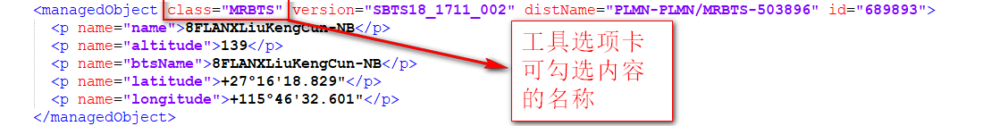 <managedObject class="MRBTS" version="SBTS18_1711_002" distName="PLMN-PLMN/MRBTS-503896" id="689893">
<p name="name">8FLANXLiuKengCun-NB</p>
<p name="altitude">139</p>
<p name="btsName">8FLANXLiuKengCun-NB</p>
<p name="latitude">+27°16'18.829"</p>
<p name="longitude">+115°46'32.601"</p>
</managedObject>
工具选项卡
可勾选内容
的名称